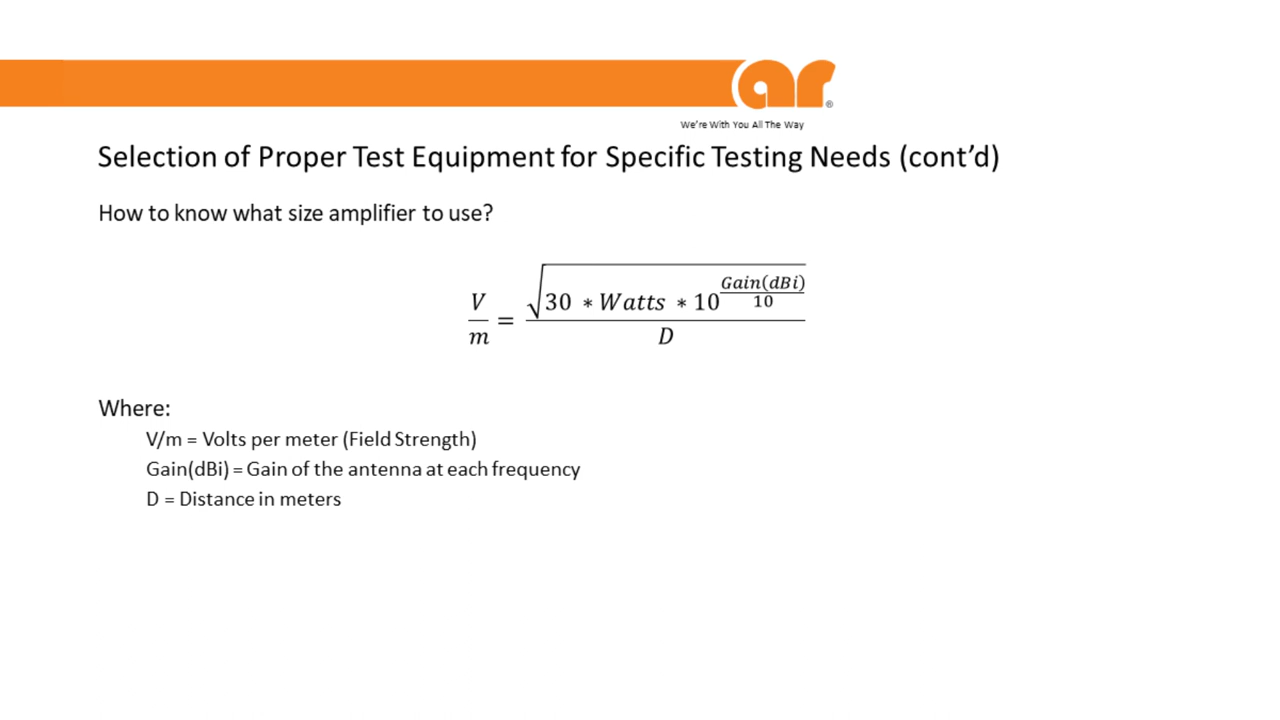 ar®
We're With You All The Way
Selection of Proper Test Equipment for Specific Testing Needs (cont'd)
How to know what size amplifier to use?
V/m = √(30 * Watts * 10^(Gain(dBi)/10)) / D
Where:
V/m = Volts per meter (Field Strength)
Gain(dBi) = Gain of the antenna at each frequency
D = Distance in meters